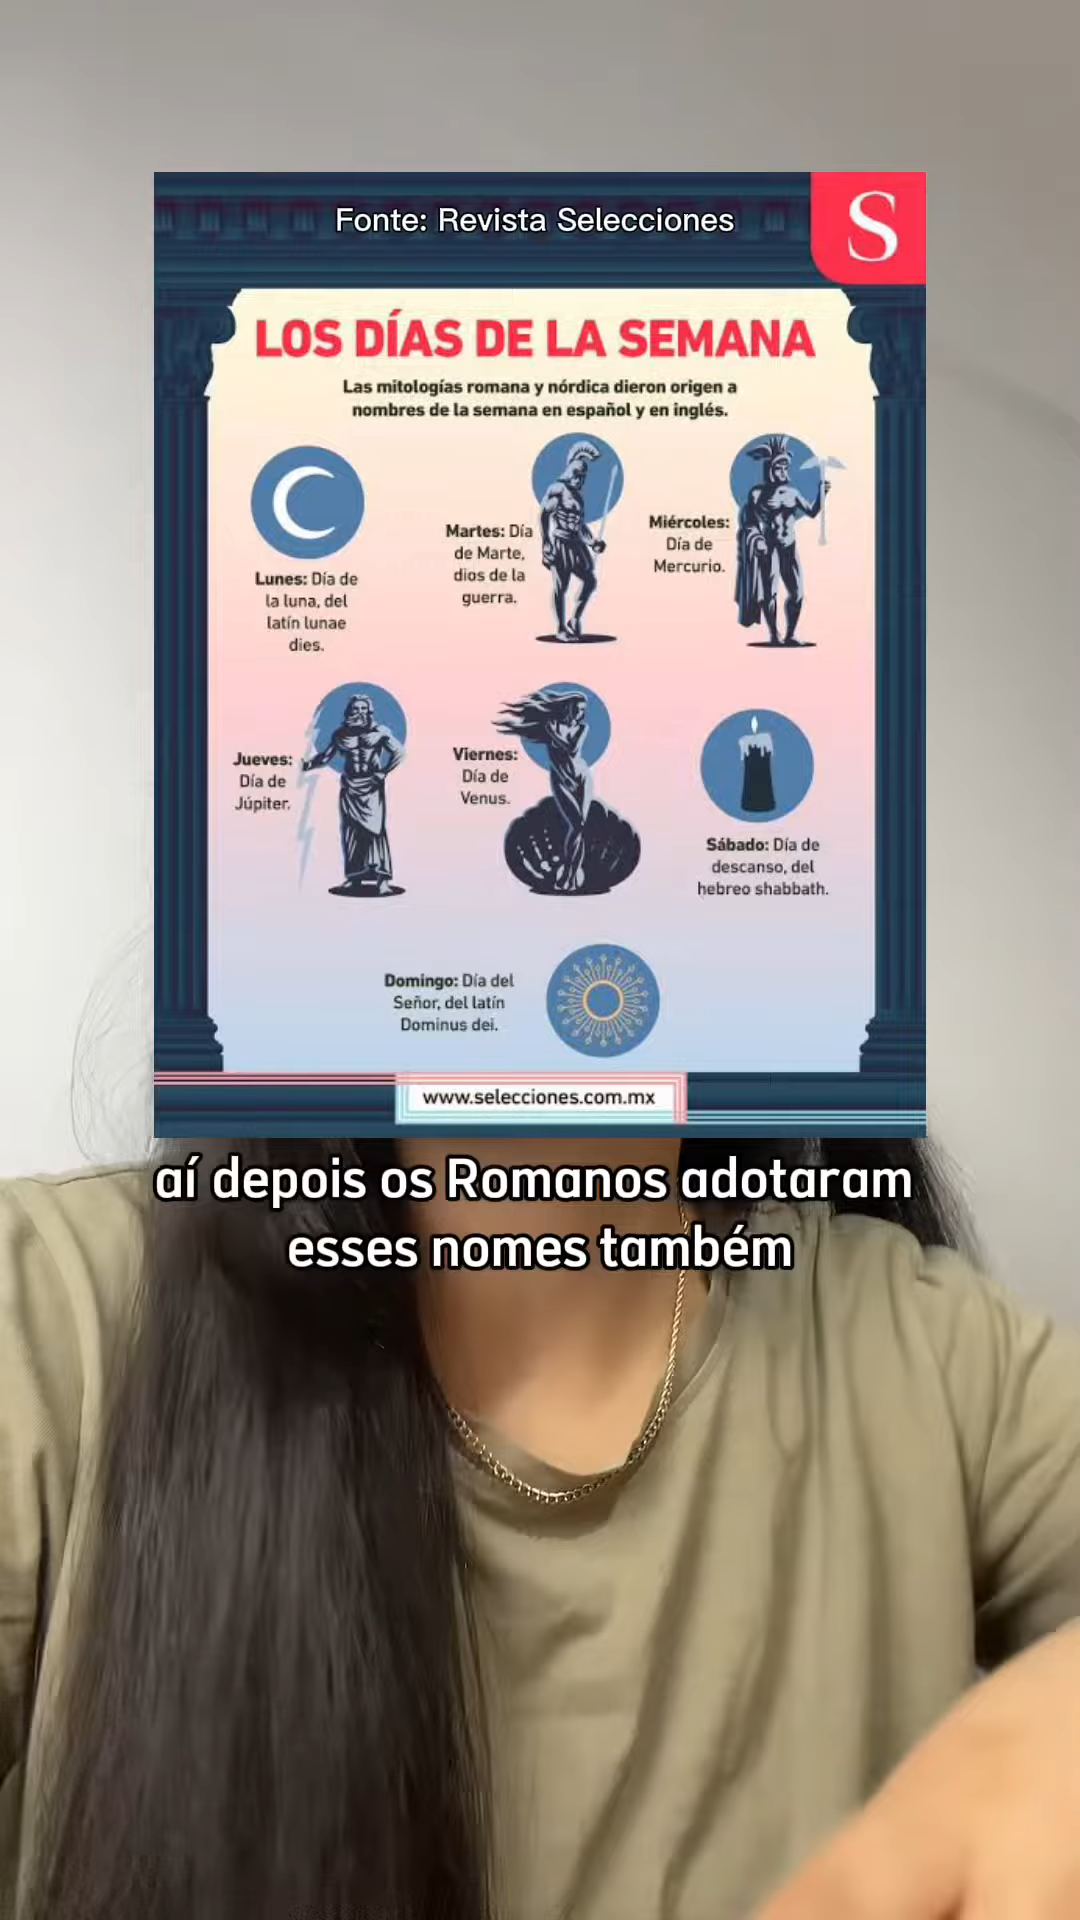 Fonte: Revista Selecciones
S
LOS DÍAS DE LA SEMANA
Las mitologías romana y nórdica dieron origen a
nombres de la semana en español y en inglés.
Lunes: Día de
la luna, del
latín lunae
dies.
Martes: Día
de Marte,
dios de la
guerra.
Miércoles:
Día de
Mercurio.
Jueves:
Día de
Júpiter.
Viernes:
Día de
Venus.
Sábado: Día de
descanso, del
hebreo shabbath.
Domingo: Día del
Señor, del latín
Dominus dei.
www.selecciones.com.mx
aí depois os Romanos adotaram
esses nomes também